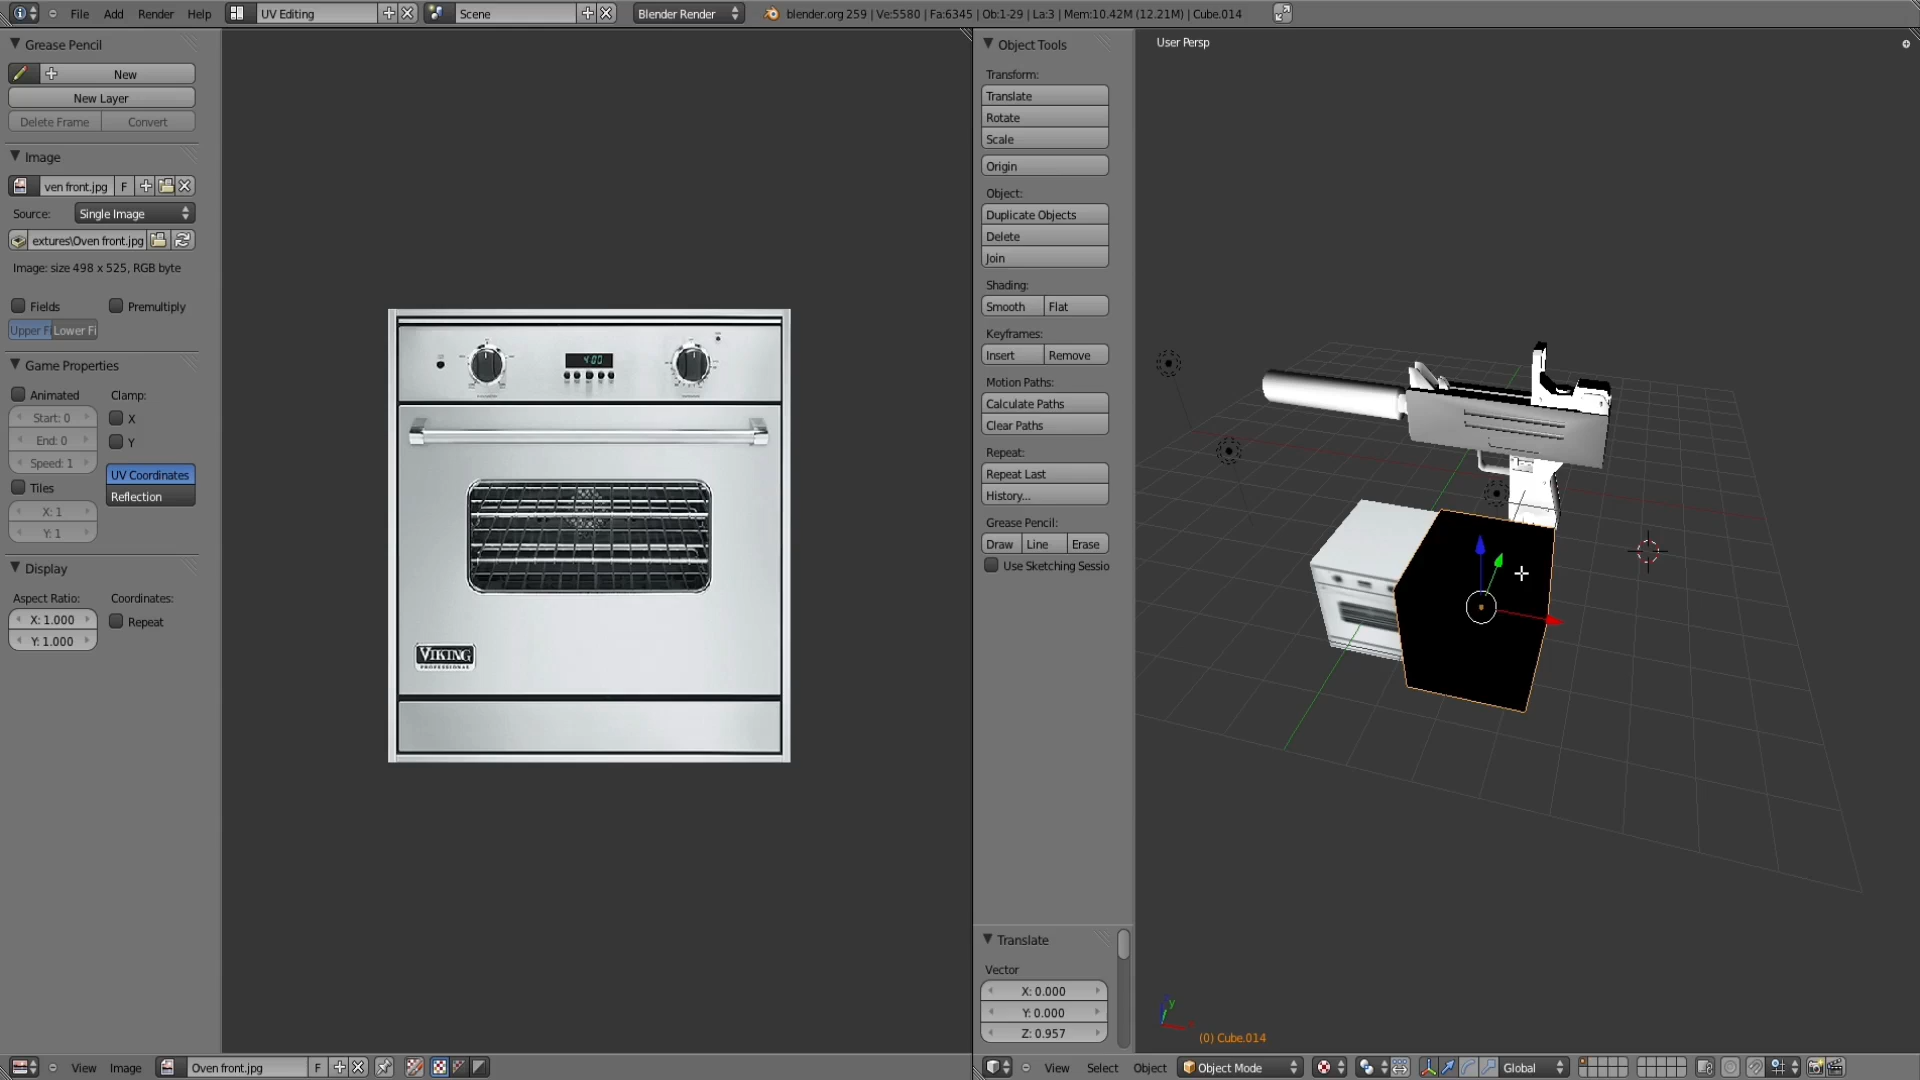 File Add Render Help UV Editing Scene Blender Render blender.org 259 | Ve:5580 | Fa:6345 | Ob:1-29 | La:3 | Mem:10.42M (12.21M) | Cube.014
Grease Pencil
New
New Layer
Delete Frame Convert
Image
ven front.jpg F
Source: Single Image
extures\Oven front.jpg
Image: size 498 x 525, RGB byte
Fields Premultiply
Upper Fi Lower Fi
Game Properties
Animated Clamp:
Start: 0 X
End: 0 Y
Speed: 1 UV Coordinates
Tiles Reflection
X: 1
Y: 1
Display
Aspect Ratio: Coordinates:
X: 1.000 Repeat
Y: 1.000
4:00
VIKING
PROFESSIONAL
View Image Oven front.jpg F
Object Tools
Transform:
Translate
Rotate
Scale
Origin
Object:
Duplicate Objects
Delete
Join
Shading:
Smooth Flat
Keyframes:
Insert Remove
Motion Paths:
Calculate Paths
Clear Paths
Repeat:
Repeat Last
History...
Grease Pencil:
Draw Line Erase
Use Sketching Sessio
Translate
Vector
X: 0.000
Y: 0.000
Z: 0.957
User Persp
y
(0) Cube.014
View Select Object Object Mode Global